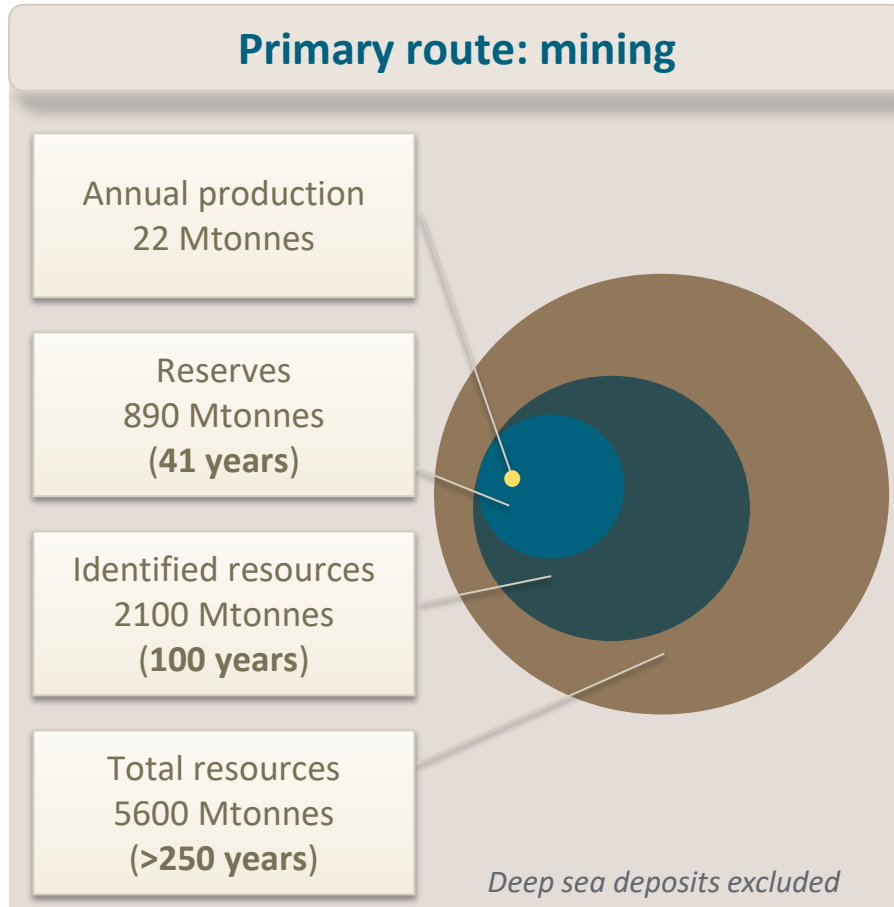 Primary route: mining
Annual production
22 Mtonnes
Reserves
890 Mtonnes
(41 years)
Identified resources
2100 Mtonnes
(100 years)
Total resources
5600 Mtonnes
(>250 years)
Deep sea deposits excluded